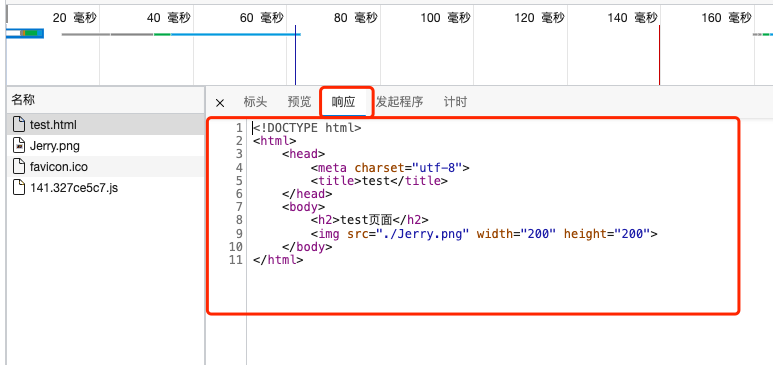 20 毫秒 40 毫秒 60 毫秒 80 毫秒 100 毫秒 120 毫秒 140 毫秒 160 毫秒
名称
test.html
Jerry.png
favicon.ico
141.327ce5c7.js
× 标头 预览 响应 发起程序 计时
1 <!DOCTYPE html>
2 <html>
3     <head>
4         <meta charset="utf-8">
5         <title>test</title>
6     </head>
7     <body>
8         <h2>test页面</h2>
9         <img src="./Jerry.png" width="200" height="200">
10     </body>
11 </html>